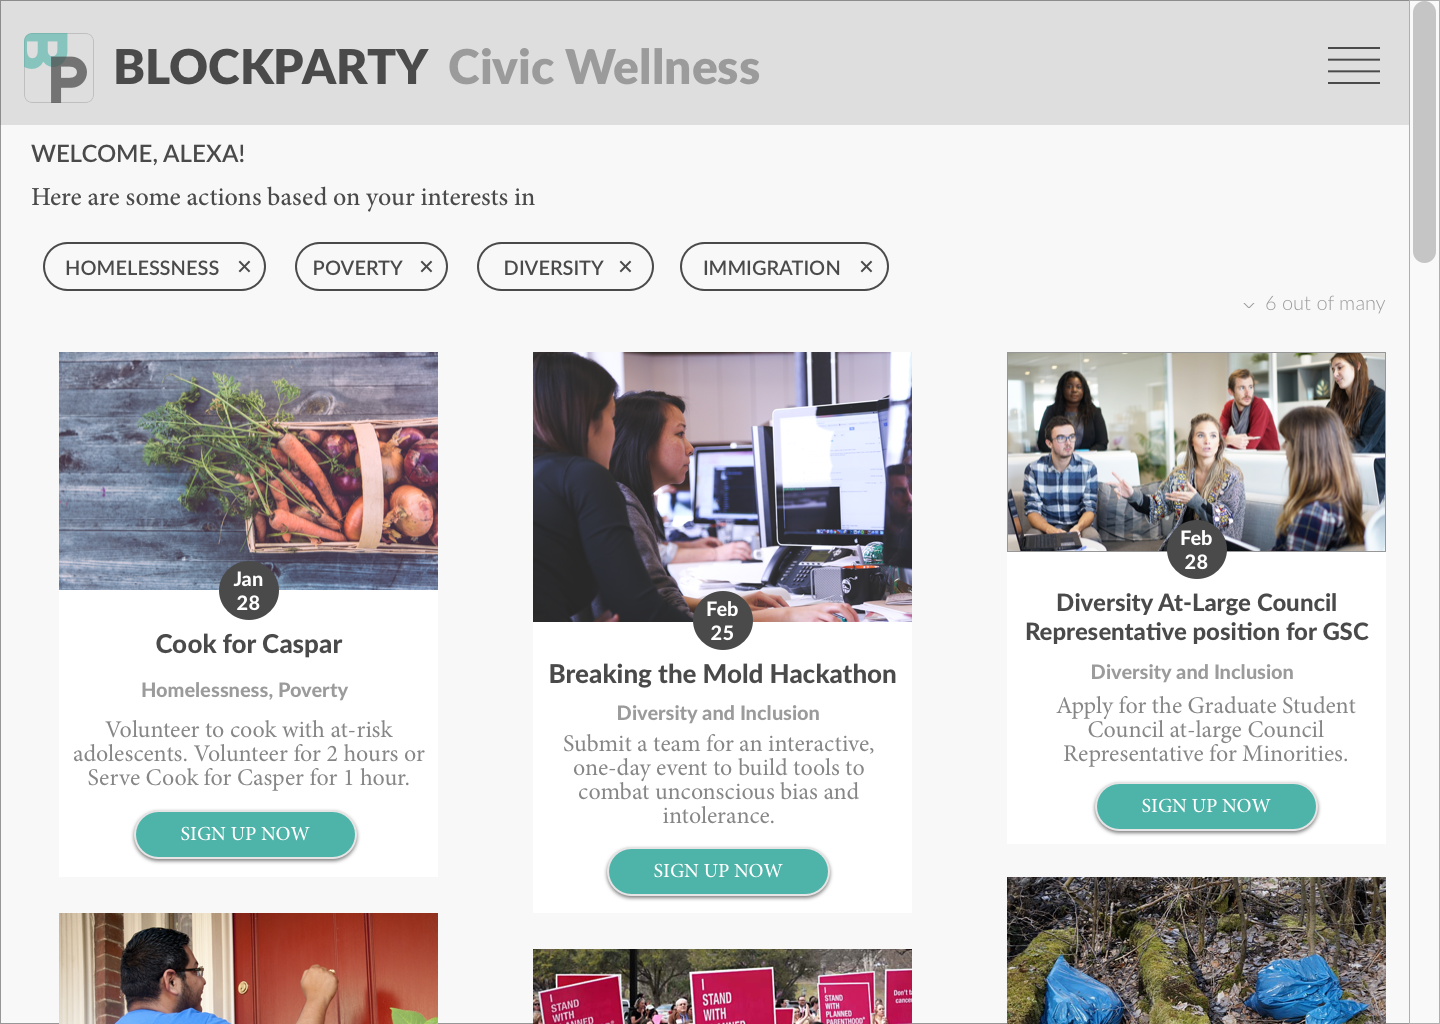 BP
BLOCKPARTY Civic Wellness
WELCOME, ALEXA!
Here are some actions based on your interests in
HOMELESSNESS ×
POVERTY ×
DIVERSITY ×
IMMIGRATION ×
6 out of many
Jan
28
Cook for Caspar
Homelessness, Poverty
Volunteer to cook with at-risk
adolescents. Volunteer for 2 hours or
Serve Cook for Casper for 1 hour.
SIGN UP NOW
Feb
25
Breaking the Mold Hackathon
Diversity and Inclusion
Submit a team for an interactive,
one-day event to build tools to
combat unconscious bias and
intolerance.
SIGN UP NOW
Feb
28
Diversity At-Large Council
Representative position for GSC
Diversity and Inclusion
Apply for the Graduate Student
Council at-large Council
Representative for Minorities.
SIGN UP NOW
I
STAND
WITH
PLANNED
I
STAND
WITH
PLANNED
I
STAND
WITH
PLANNED
PARENTHOOD
Don't